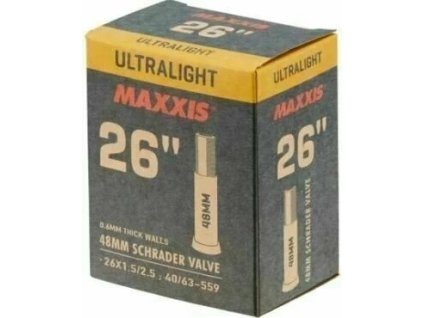 26"
ULTRALIGHT
MAXXIS
26"
48MM
0.6MM THICK WALLS
48MM SCHRADER VALVE
· 26X1.5/2.5 : 40/63-559
ULTRALIGHT
MAXXIS
26"
48MM
48MM SCHRADER VALVE